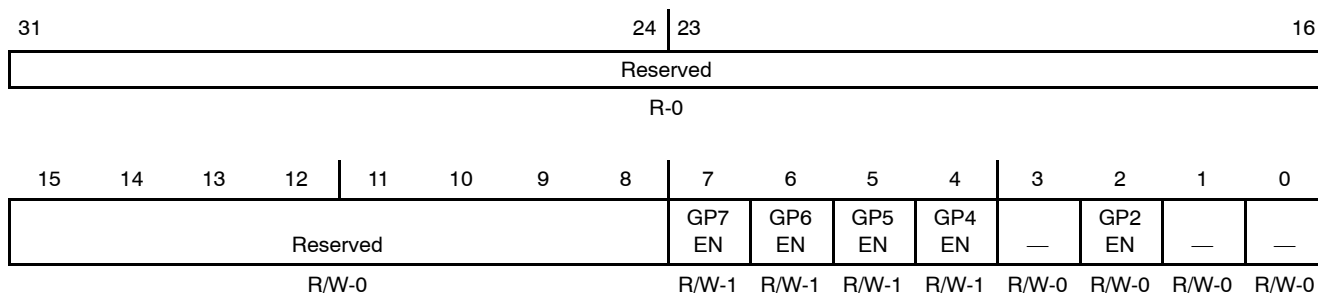 31 24 23 16
Reserved
R-0
15 14 13 12 11 10 9 8 7 6 5 4 3 2 1 0
GP7 GP6 GP5 GP4 GP2
Reserved EN EN EN EN — EN — —
R/W-0 R/W-1 R/W-1 R/W-1 R/W-1 R/W-0 R/W-0 R/W-0 R/W-0